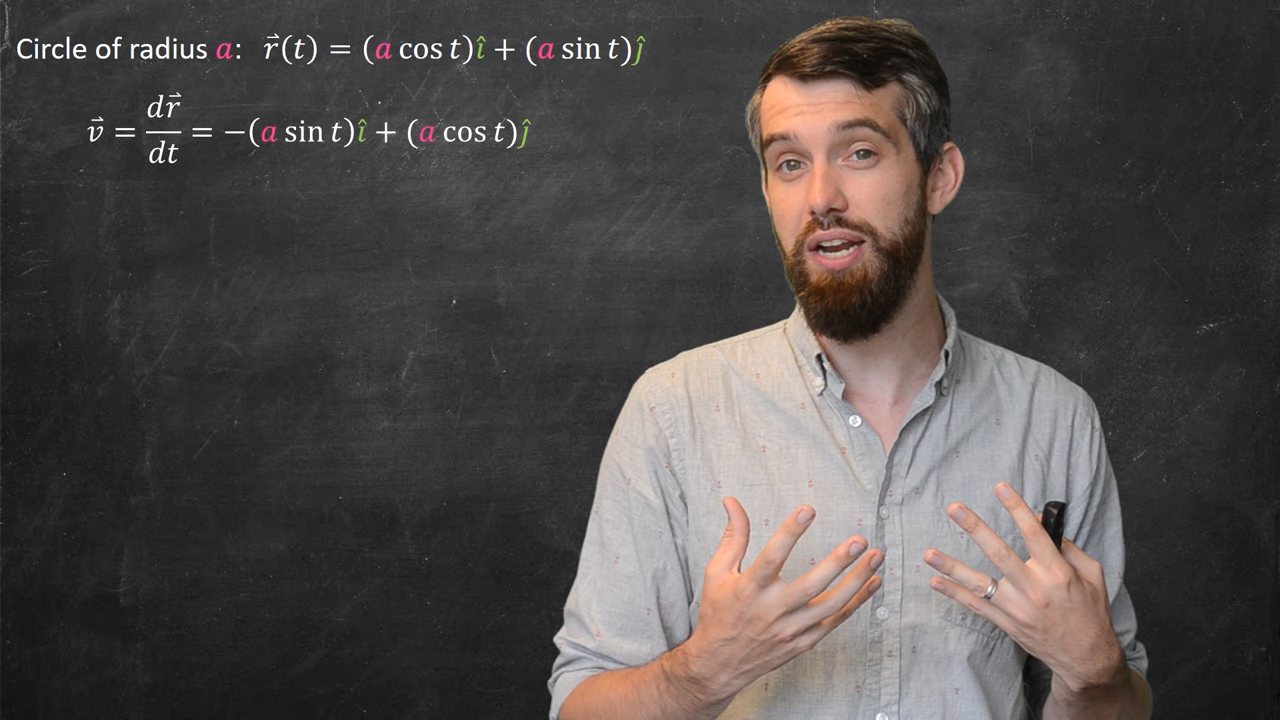 Circle of radius a: r⃗(t) = (a cos t)î + (a sin t)ĵ
v⃗ = dr⃗/dt = −(a sin t)î + (a cos t)ĵ